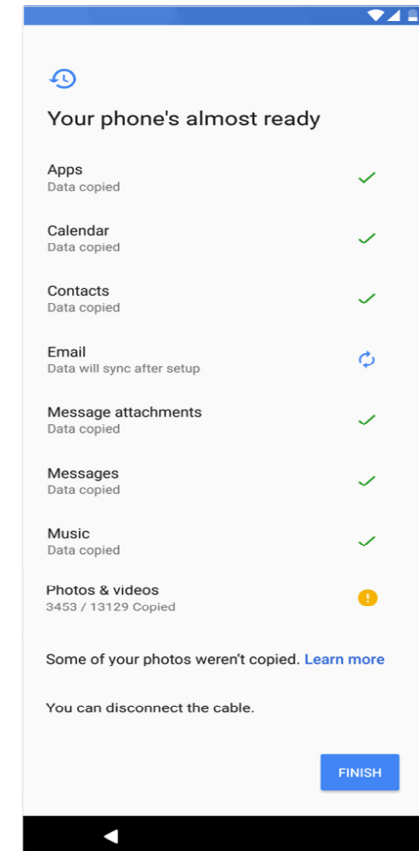 Your phone's almost ready
Apps
Data copied
Calendar
Data copied
Contacts
Data copied
Email
Data will sync after setup
Message attachments
Data copied
Messages
Data copied
Music
Data copied
Photos & videos
3453 / 13129 Copied
Some of your photos weren't copied. Learn more
You can disconnect the cable.
FINISH